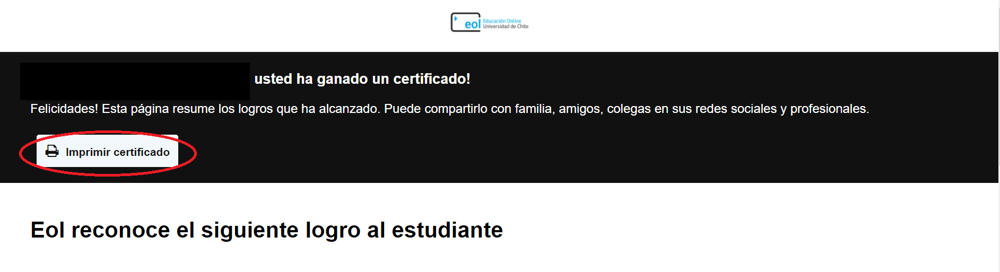 eol Educación Online
Universidad de Chile
usted ha ganado un certificado!
Felicidades! Esta página resume los logros que ha alcanzado. Puede compartirlo con familia, amigos, colegas en sus redes sociales y profesionales.
Imprimir certificado
Eol reconoce el siguiente logro al estudiante